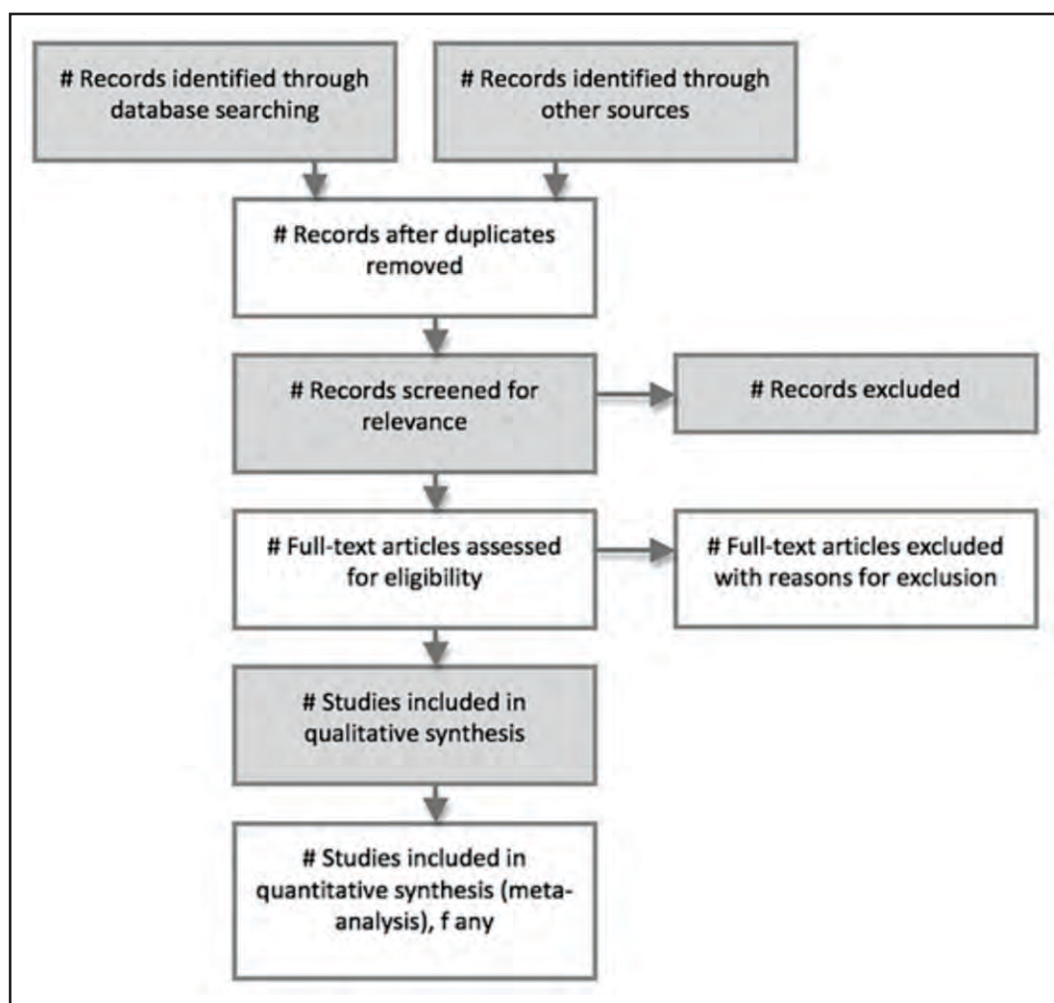 # Records identified through
database searching
# Records identified through
other sources
# Records after duplicates
removed
# Records screened for
relevance
# Records excluded
# Full-text articles assessed
for eligibility
# Full-text articles excluded
with reasons for exclusion
# Studies included in
qualitative synthesis
# Studies included in
quantitative synthesis (meta-
analysis), f any